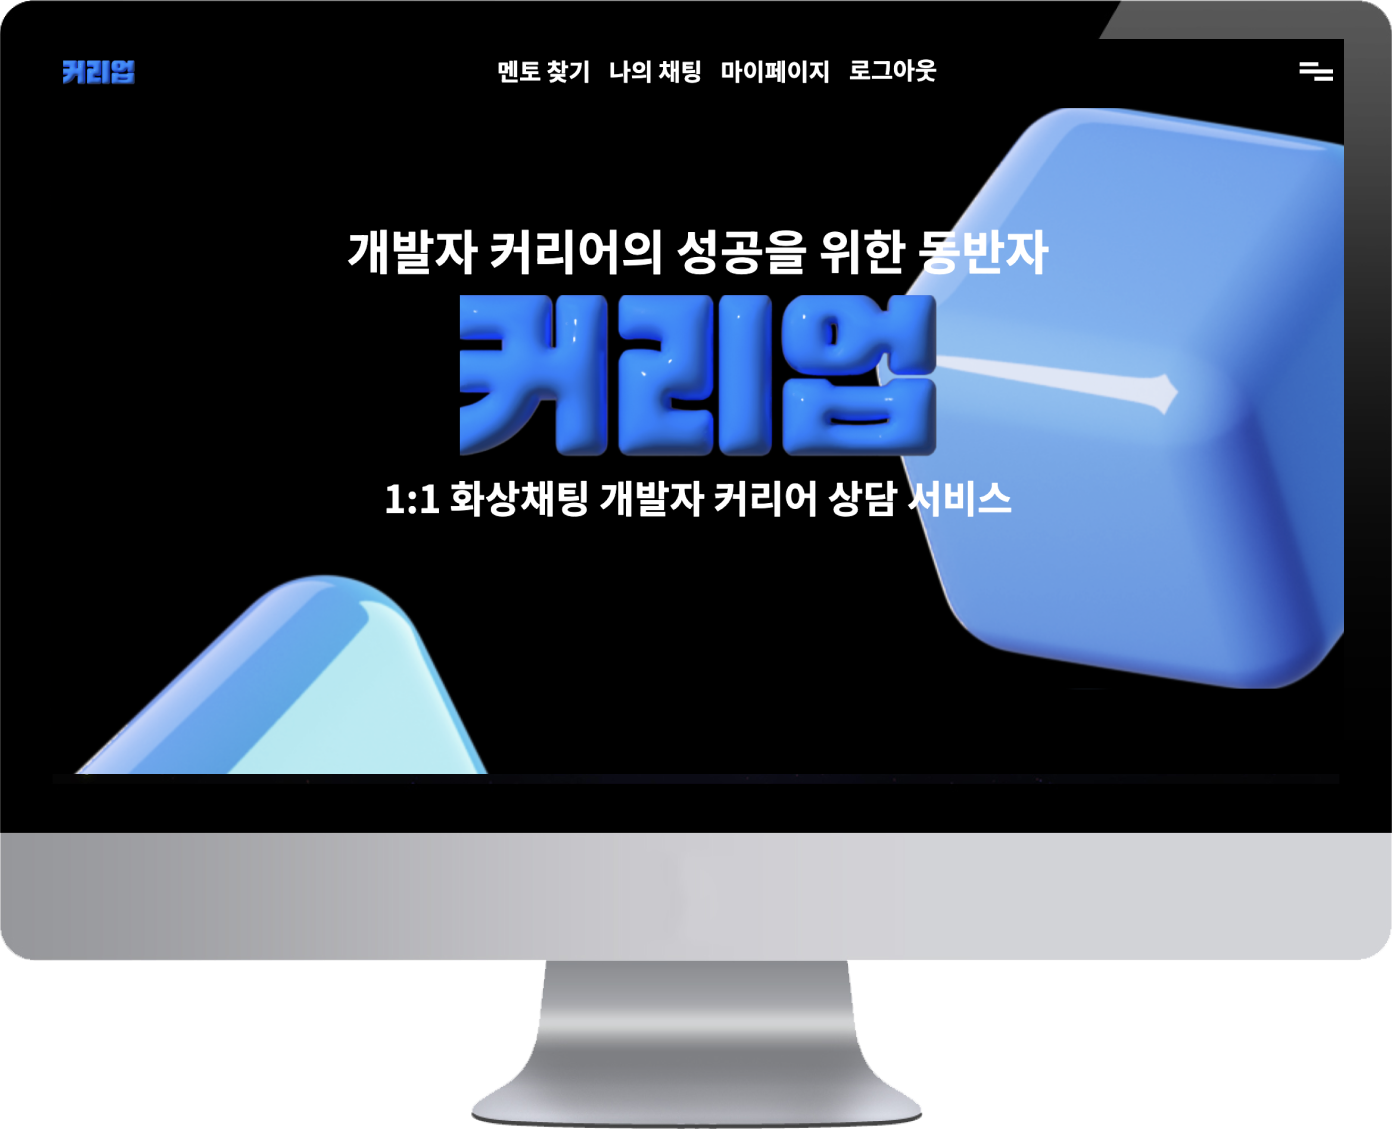 커리업
멘토 찾기 나의 채팅 마이페이지 로그아웃
개발자 커리어의 성공을 위한 동반자
커리업
1:1 화상채팅 개발자 커리어 상담 서비스